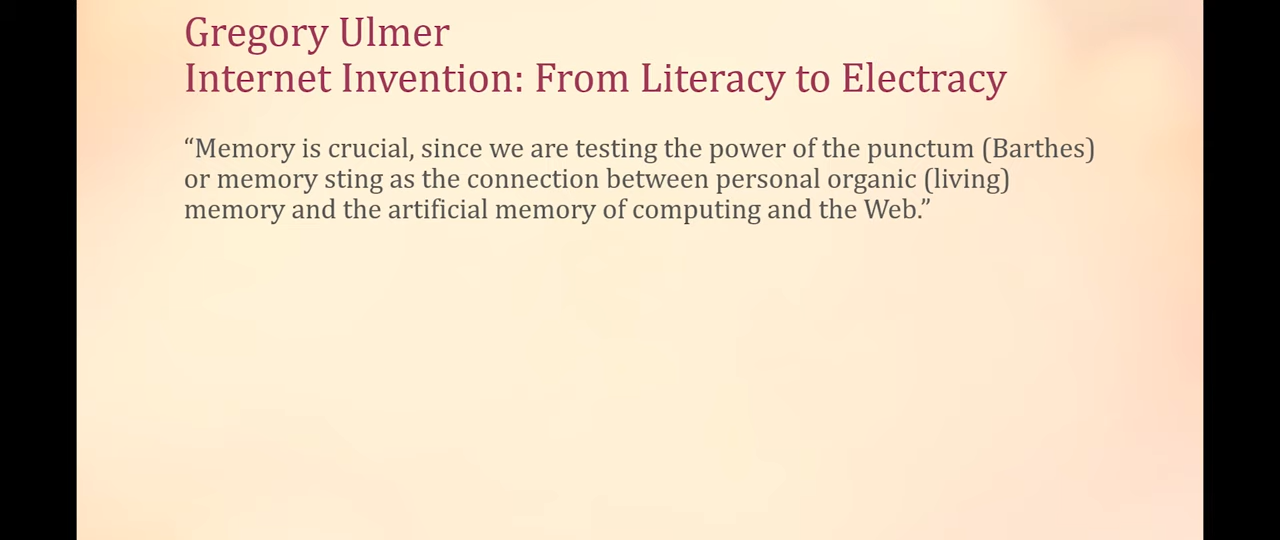 Gregory Ulmer
Internet Invention: From Literacy to Electracy
“Memory is crucial, since we are testing the power of the punctum (Barthes)
or memory sting as the connection between personal organic (living)
memory and the artificial memory of computing and the Web.”